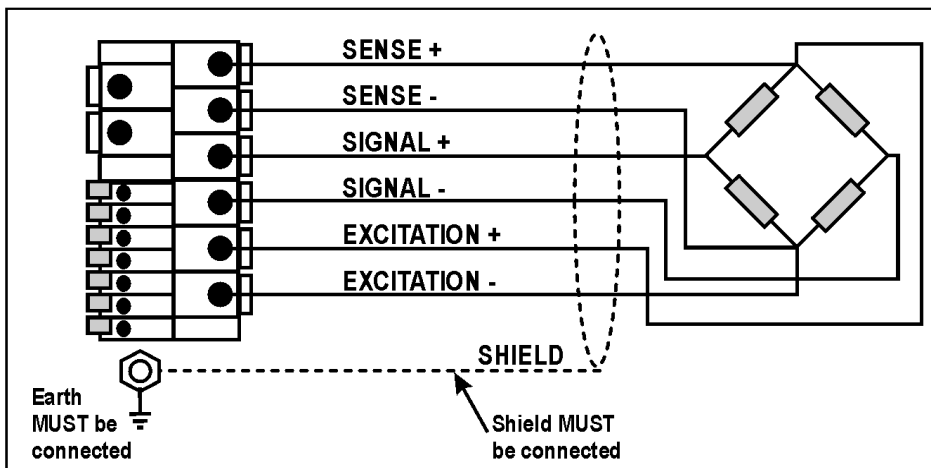 SENSE +
SENSE -
SIGNAL +
SIGNAL -
EXCITATION +
EXCITATION -
SHIELD
Earth
MUST be
connected
Shield MUST
be connected